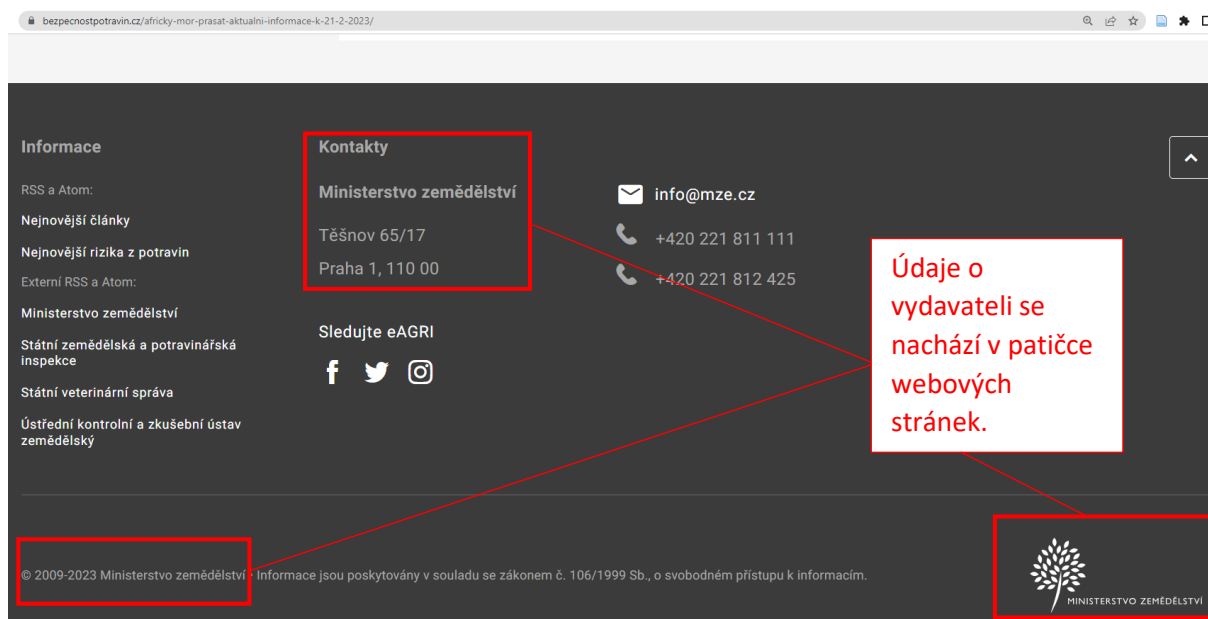 bezpecnostpotravin.cz/africky-mor-prasat-aktualni-informace-k-21-2-2023/
Informace
RSS a Atom:
Nejnovější články
Nejnovější rizika z potravin
Externí RSS a Atom:
Ministerstvo zemědělství
Státní zemědělská a potravinářská
inspekce
Státní veterinární správa
Ústřední kontrolní a zkušební ústav
zemědělský
Kontakty
Ministerstvo zemědělství
Těšnov 65/17
Praha 1, 110 00
Sledujte eAGRI
info@mze.cz
+420 221 811 111
+420 221 812 425
Údaje o
vydavateli se
nachází v patičce
webových
stránek.
© 2009-2023 Ministerstvo zemědělství - Informace jsou poskytovány v souladu se zákonem č. 106/1999 Sb., o svobodném přístupu k informacím.
MINISTERSTVO ZEMĚDĚLSTVÍ